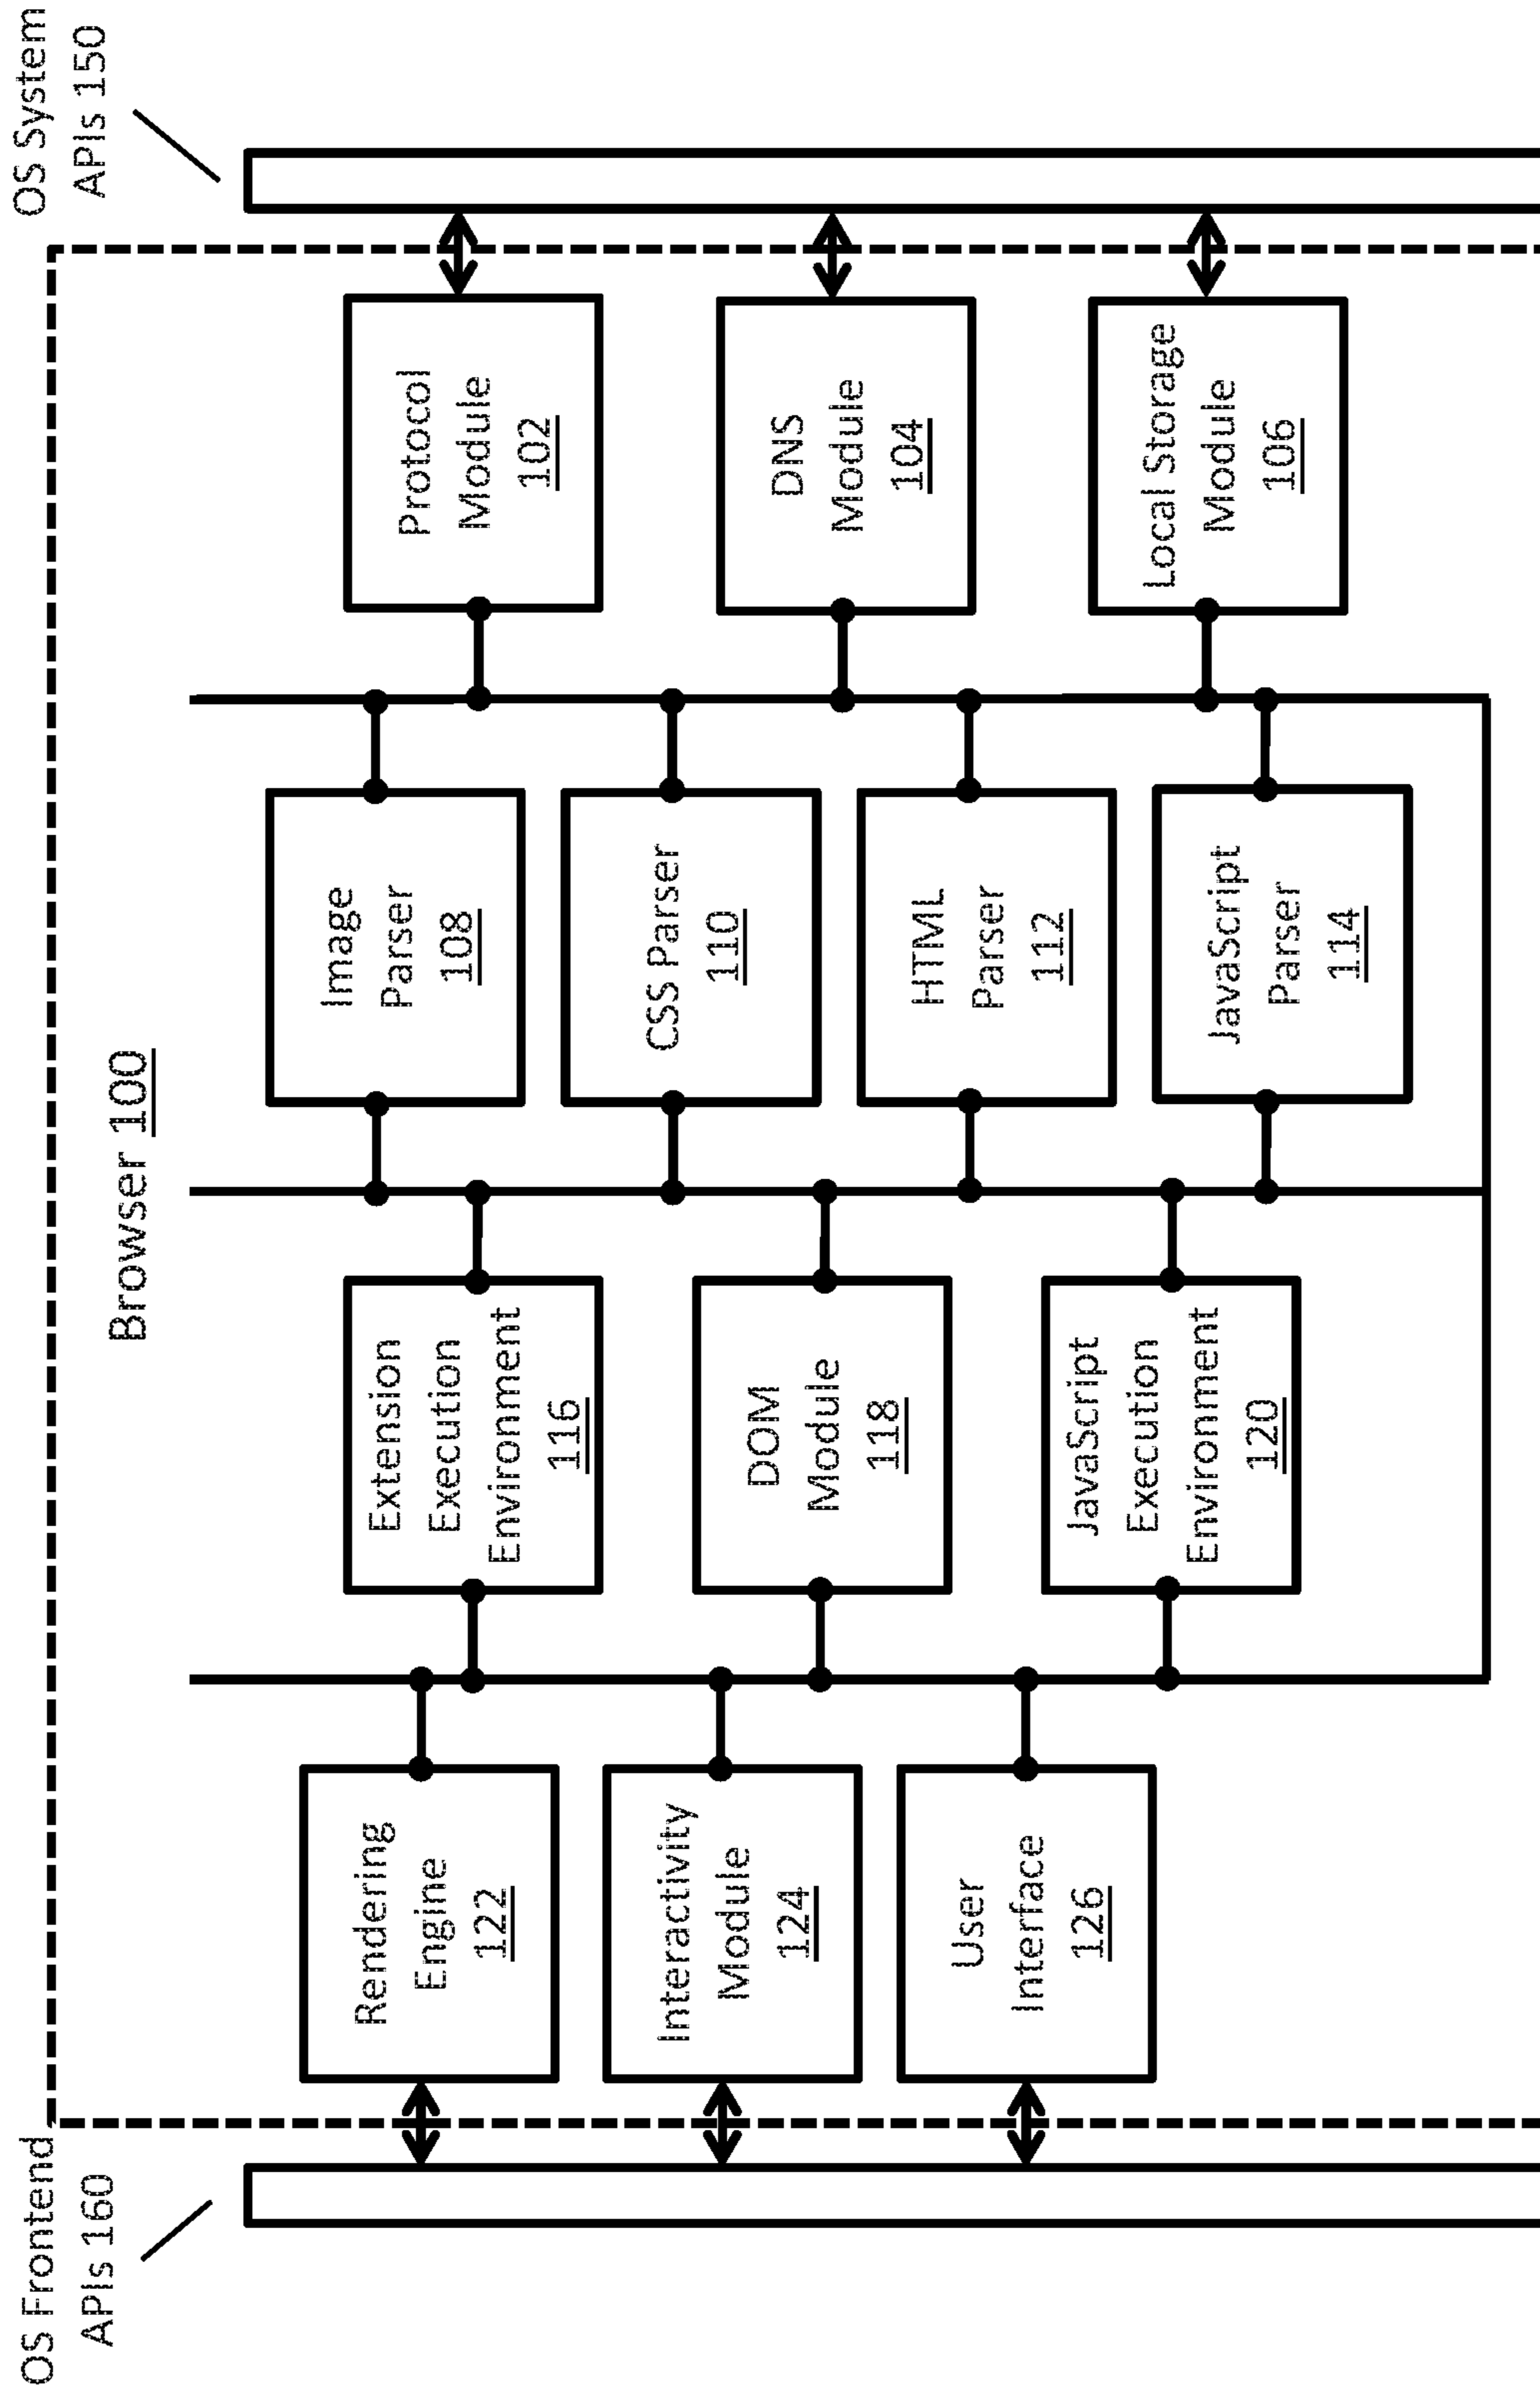 Browser 100
OS Frontend
APIs 160
OS System
APIs 150
Rendering
Engine
122
Interactivity
Module
124
User
Interface
126
Extension
Execution
Environment
116
DOM
Module
118
JavaScript
Execution
Environment
120
Image
Parser
108
CSS Parser
110
HTML
Parser
112
JavaScript
Parser
114
Protocol
Module
102
DNS
Module
104
Local Storage
Module
106